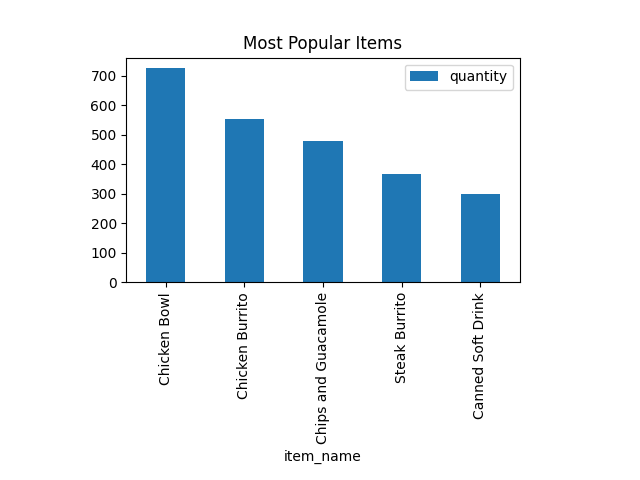 Most Popular Items
quantity
700
600
500
400
300
200
100
0
Chicken Bowl
Chicken Burrito
Chips and Guacamole
Steak Burrito
Canned Soft Drink
item_name